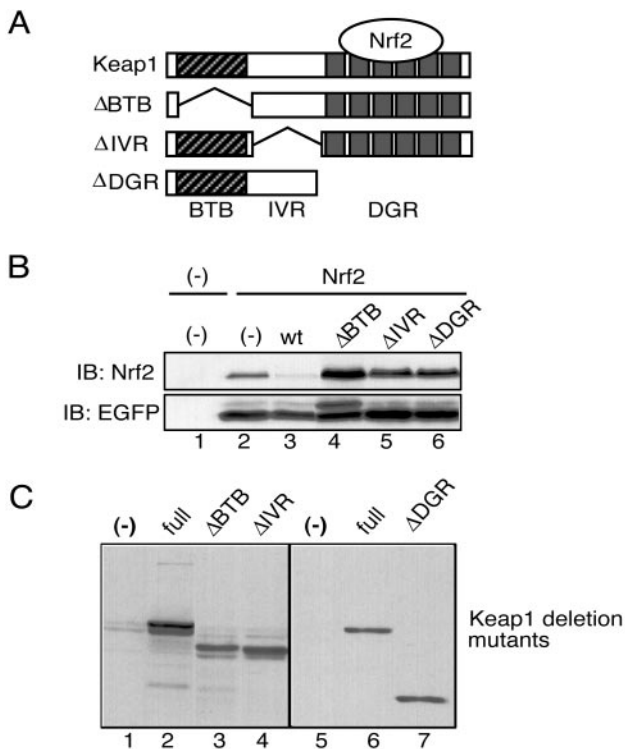 A
Nrf2
Keap1
ΔBTB
ΔIVR
ΔDGR
BTB IVR DGR
B
(-) Nrf2
(-) (-) wt ΔBTB ΔIVR ΔDGR
IB: Nrf2
IB: EGFP
1 2 3 4 5 6
C
(-) full ΔBTB ΔIVR (-) full ΔDGR
Keap1 deletion
mutants
1 2 3 4 5 6 7